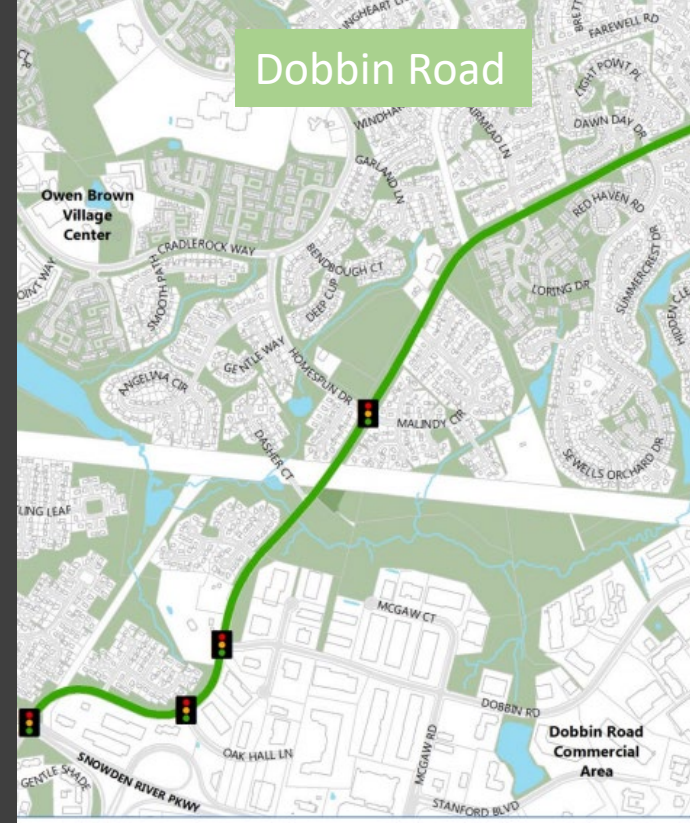 Dobbin Road
FAREWELL RD
LIGHT POINT PL
DAWN DAY DR
GARLAND LN
RED HAVEN RD
Owen Brown
Village
Center
CRADLEROCK WAY
SMOOTH PATH
BENDBOUGH CT
DEEP CUP
LORING DR
SUMMERCREST DR
GENTLE WAY
HOMESPUN DR
ANGELINA CIR
MALINDY CIR
DASHER CT
SEWELLS ORCHARD DR
MCGAW CT
DOBBIN RD
Dobbin Road
Commercial
Area
OAK HALL LN
MCGAW RD
GENTLE SHADE
SNOWDEN RIVER PKWY
STANFORD BLVD